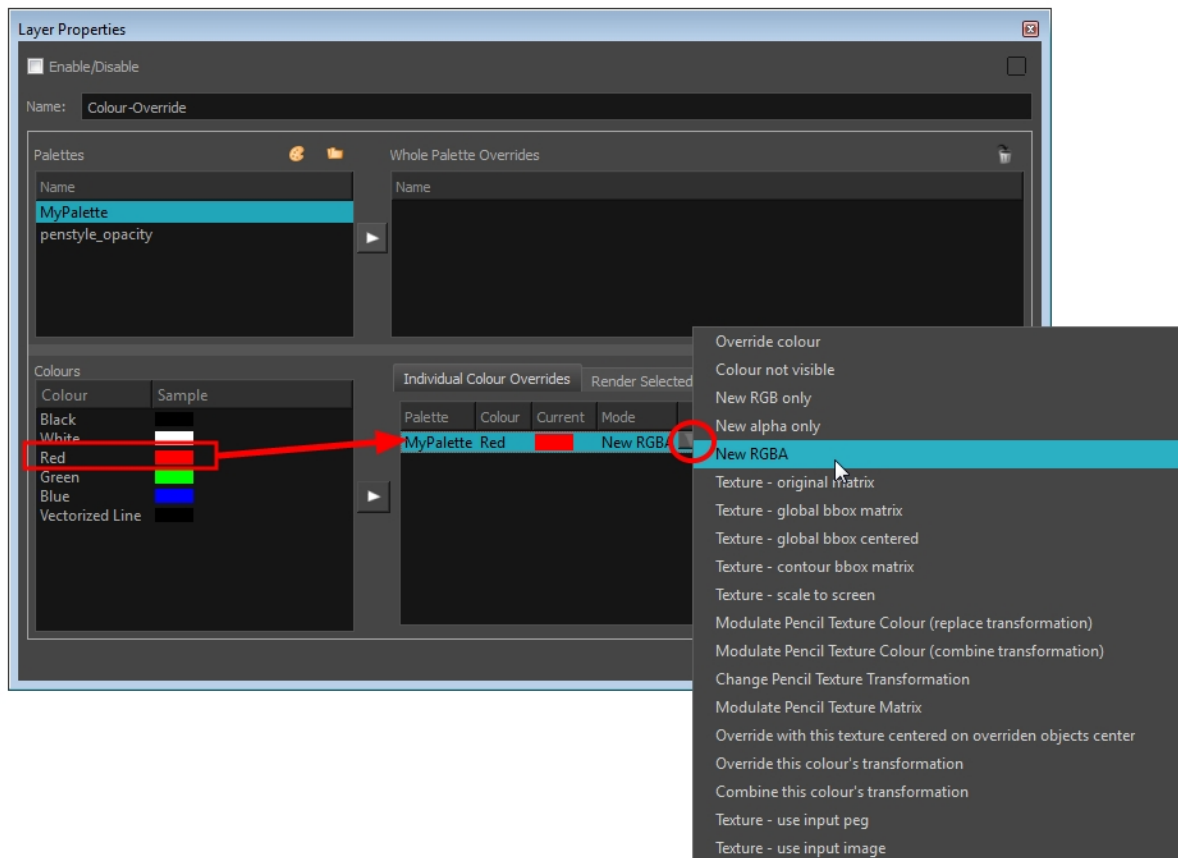 Layer Properties
Enable/Disable
Name: Colour-Override
Palettes
Whole Palette Overrides
Name
Name
MyPalette
penstyle_opacity
Colours
Colour Sample
Black
White
Red
Green
Blue
Vectorized Line
Individual Colour Overrides Render Selected
Palette Colour Current Mode
MyPalette Red New RGBA
Override colour
Colour not visible
New RGB only
New alpha only
New RGBA
Texture - original matrix
Texture - global bbox matrix
Texture - global bbox centered
Texture - contour bbox matrix
Texture - scale to screen
Modulate Pencil Texture Colour (replace transformation)
Modulate Pencil Texture Colour (combine transformation)
Change Pencil Texture Transformation
Modulate Pencil Texture Matrix
Override with this texture centered on overriden objects center
Override this colour's transformation
Combine this colour's transformation
Texture - use input peg
Texture - use input image